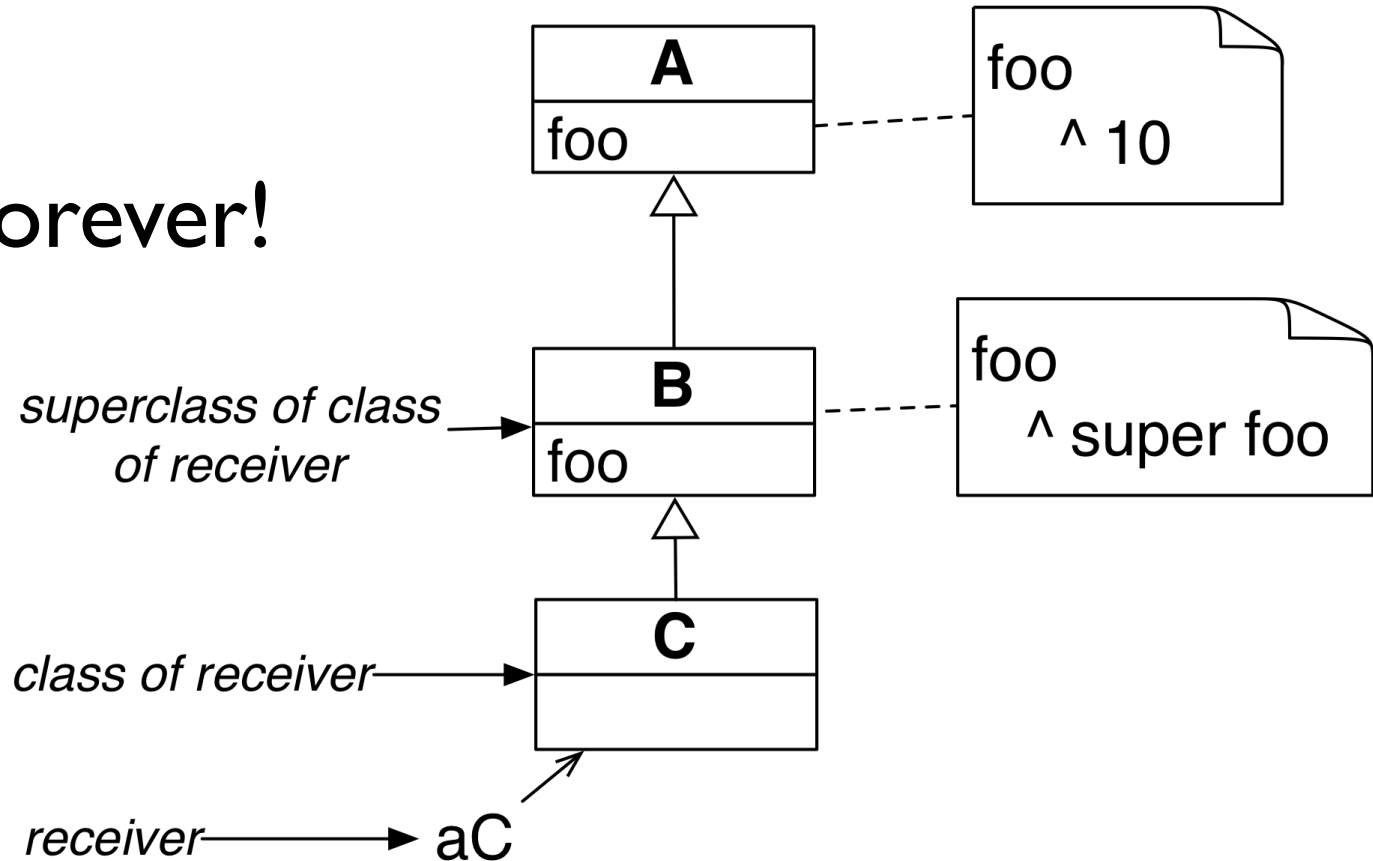 A
foo
foo
^ 10
orever!
B
foo
foo
^ super foo
superclass of class
of receiver
C
class of receiver
receiver
aC